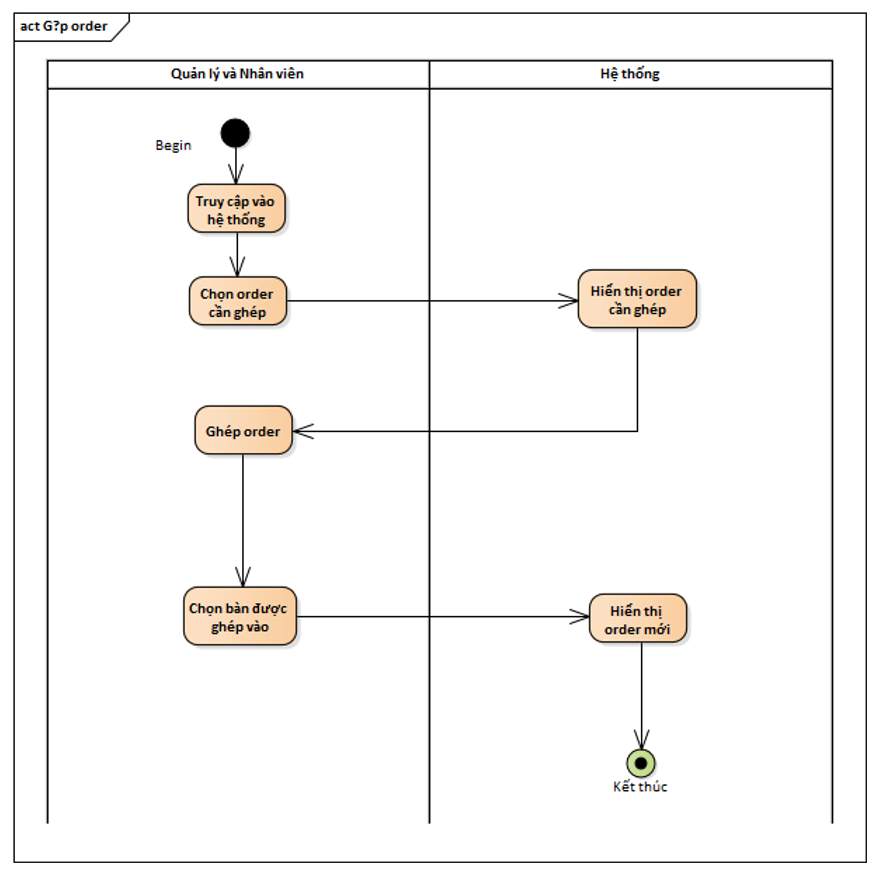 act G?p order
Quản lý và Nhân viên
Hệ thống
Begin
Truy cập vào
hệ thống
Chọn order
cần ghép
Hiển thị order
cần ghép
Ghép order
Chọn bàn được
ghép vào
Hiển thị
order mới
Kết thúc